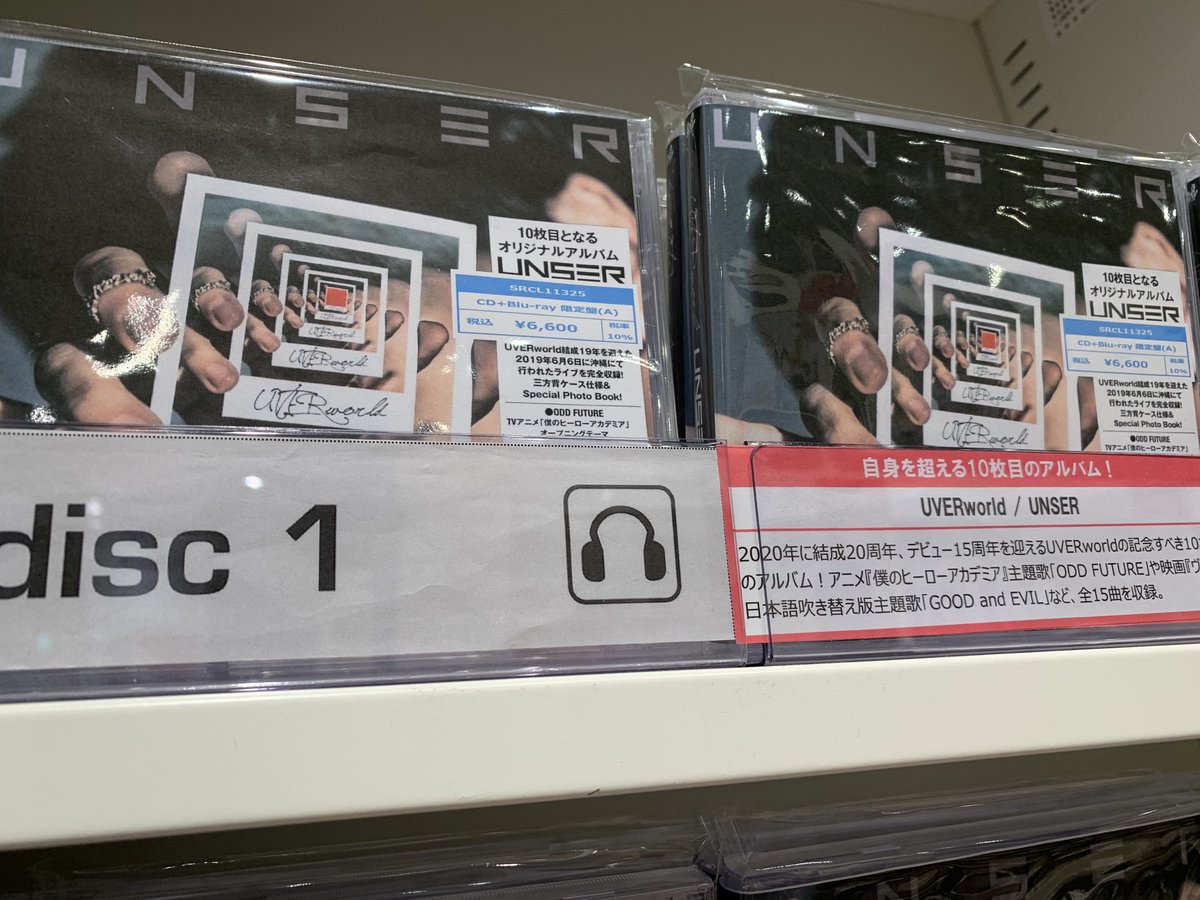 UNSER
10枚目となる
オリジナルアルバム
UNSER
SRCL11325
CD+Blu-ray 限定盤(A)
税込 ¥6,600 税率 10%
UVERworld結成19年を迎えた
2019年6月6日に沖縄にて
行われたライブを完全収録!
三方背ケース仕様&
Special Photo Book!
●ODD FUTURE
TVアニメ「僕のヒーローアカデミア」
オープニングテーマ
UVERworld
UVERworld
UVERworld
UNSER
10枚目となる
オリジナルアルバム
UNSER
SRCL11325
CD+Blu-ray 限定盤(A)
税込 ¥6,600 税率 10%
UVERworld結成19年を迎えた
2019年6月6日に沖縄にて
行われたライブを完全収録!
三方背ケース仕様&
Special Photo Book!
●ODD FUTURE
TVアニメ「僕のヒーローアカデミア」
UVERworld
UVERworld
disc 1
自身を超える10枚目のアルバム!
UVERworld / UNSER
2020年に結成20周年、デビュー15周年を迎えるUVERworldの記念すべき10
のアルバム!アニメ『僕のヒーローアカデミア』主題歌「ODD FUTURE」や映画『ヴ
日本語吹き替え版主題歌「GOOD and EVIL」など、全15曲を収録。
UNSER